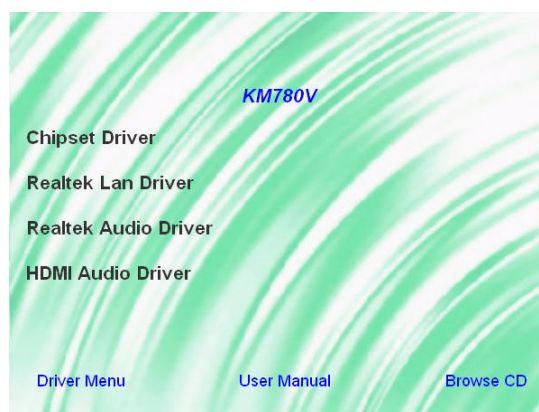 KM780V
Chipset Driver
Realtek Lan Driver
Realtek Audio Driver
HDMI Audio Driver
Driver Menu
User Manual
Browse CD